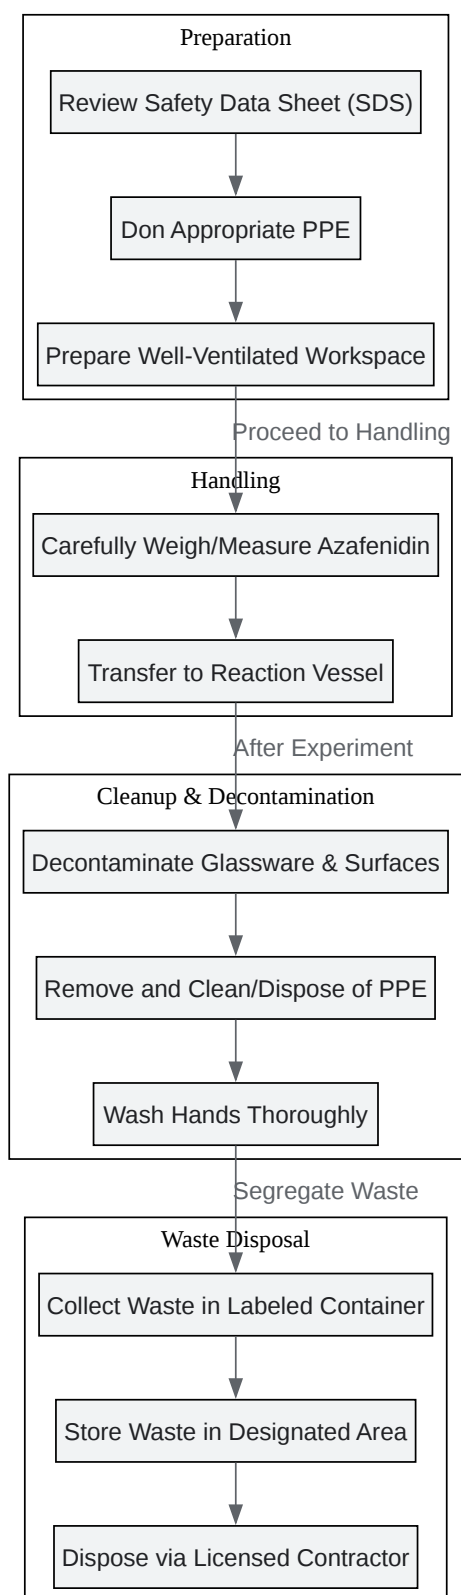 Preparation
Review Safety Data Sheet (SDS)
Don Appropriate PPE
Prepare Well-Ventilated Workspace
Proceed to Handling
Handling
Carefully Weigh/Measure Azafenidin
Transfer to Reaction Vessel
After Experiment
Cleanup & Decontamination
Decontaminate Glassware & Surfaces
Remove and Clean/Dispose of PPE
Wash Hands Thoroughly
Segregate Waste
Waste Disposal
Collect Waste in Labeled Container
Store Waste in Designated Area
Dispose via Licensed Contractor